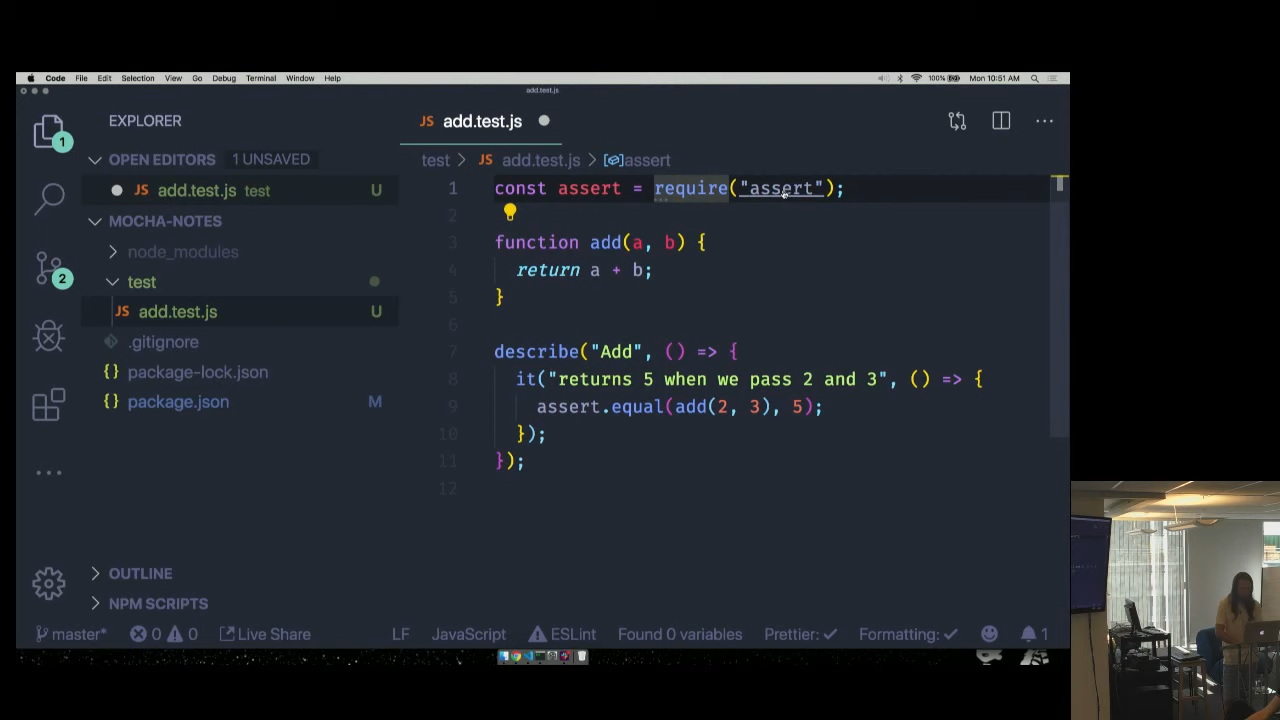 Code File Edit Selection View Go Debug Terminal Window Help 100% Mon 10:51 AM
add.test.js
EXPLORER
OPEN EDITORS 1 UNSAVED
add.test.js test U
MOCHA-NOTES
node_modules
test
JS add.test.js U
.gitignore
{} package-lock.json
{} package.json M
OUTLINE
NPM SCRIPTS
1
2
JS add.test.js
test > JS add.test.js > assert
1 const assert = require("assert");
2
3 function add(a, b) {
4 return a + b;
5 }
6
7 describe("Add", () => {
8 it("returns 5 when we pass 2 and 3", () => {
9 assert.equal(add(2, 3), 5);
10 });
11 });
12
master* 0 0 Live Share LF JavaScript ESLint Found 0 variables Prettier: Formatting: 1